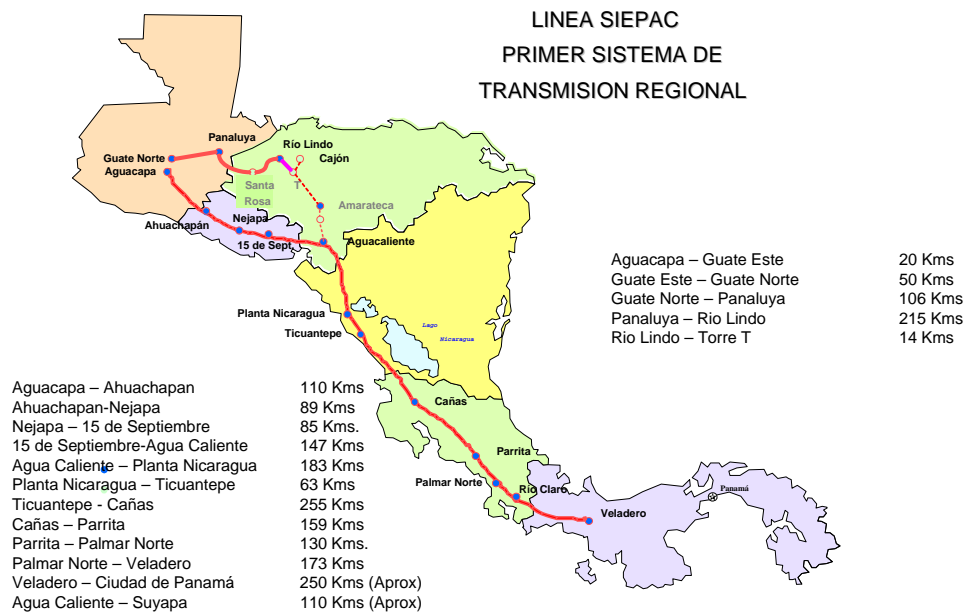 LINEA SIEPAC
PRIMER SISTEMA DE
TRANSMISION REGIONAL
Panaluya
Río Lindo
Guate Norte
Cajón
Aguacapa
Santa
Rosa
T
Amarateca
Ahuachapán
Nejapa
15 de Sept.
Aguacaliente
Planta Nicaragua
Ticuantepe
Lago
Nicaragua
Cañas
Parrita
Palmar Norte
Río Claro
Veladero
Panamá
Aguacapa – Guate Este 20 Kms
Guate Este – Guate Norte 50 Kms
Guate Norte – Panaluya 106 Kms
Panaluya – Rio Lindo 215 Kms
Rio Lindo – Torre T 14 Kms
Aguacapa – Ahuachapan 110 Kms
Ahuachapan-Nejapa 89 Kms
Nejapa – 15 de Septiembre 85 Kms.
15 de Septiembre-Agua Caliente 147 Kms
Agua Caliente – Planta Nicaragua 183 Kms
Planta Nicaragua – Ticuantepe 63 Kms
Ticuantepe - Cañas 255 Kms
Cañas – Parrita 159 Kms
Parrita – Palmar Norte 130 Kms.
Palmar Norte – Veladero 173 Kms
Veladero – Ciudad de Panamá 250 Kms (Aprox)
Agua Caliente – Suyapa 110 Kms (Aprox)